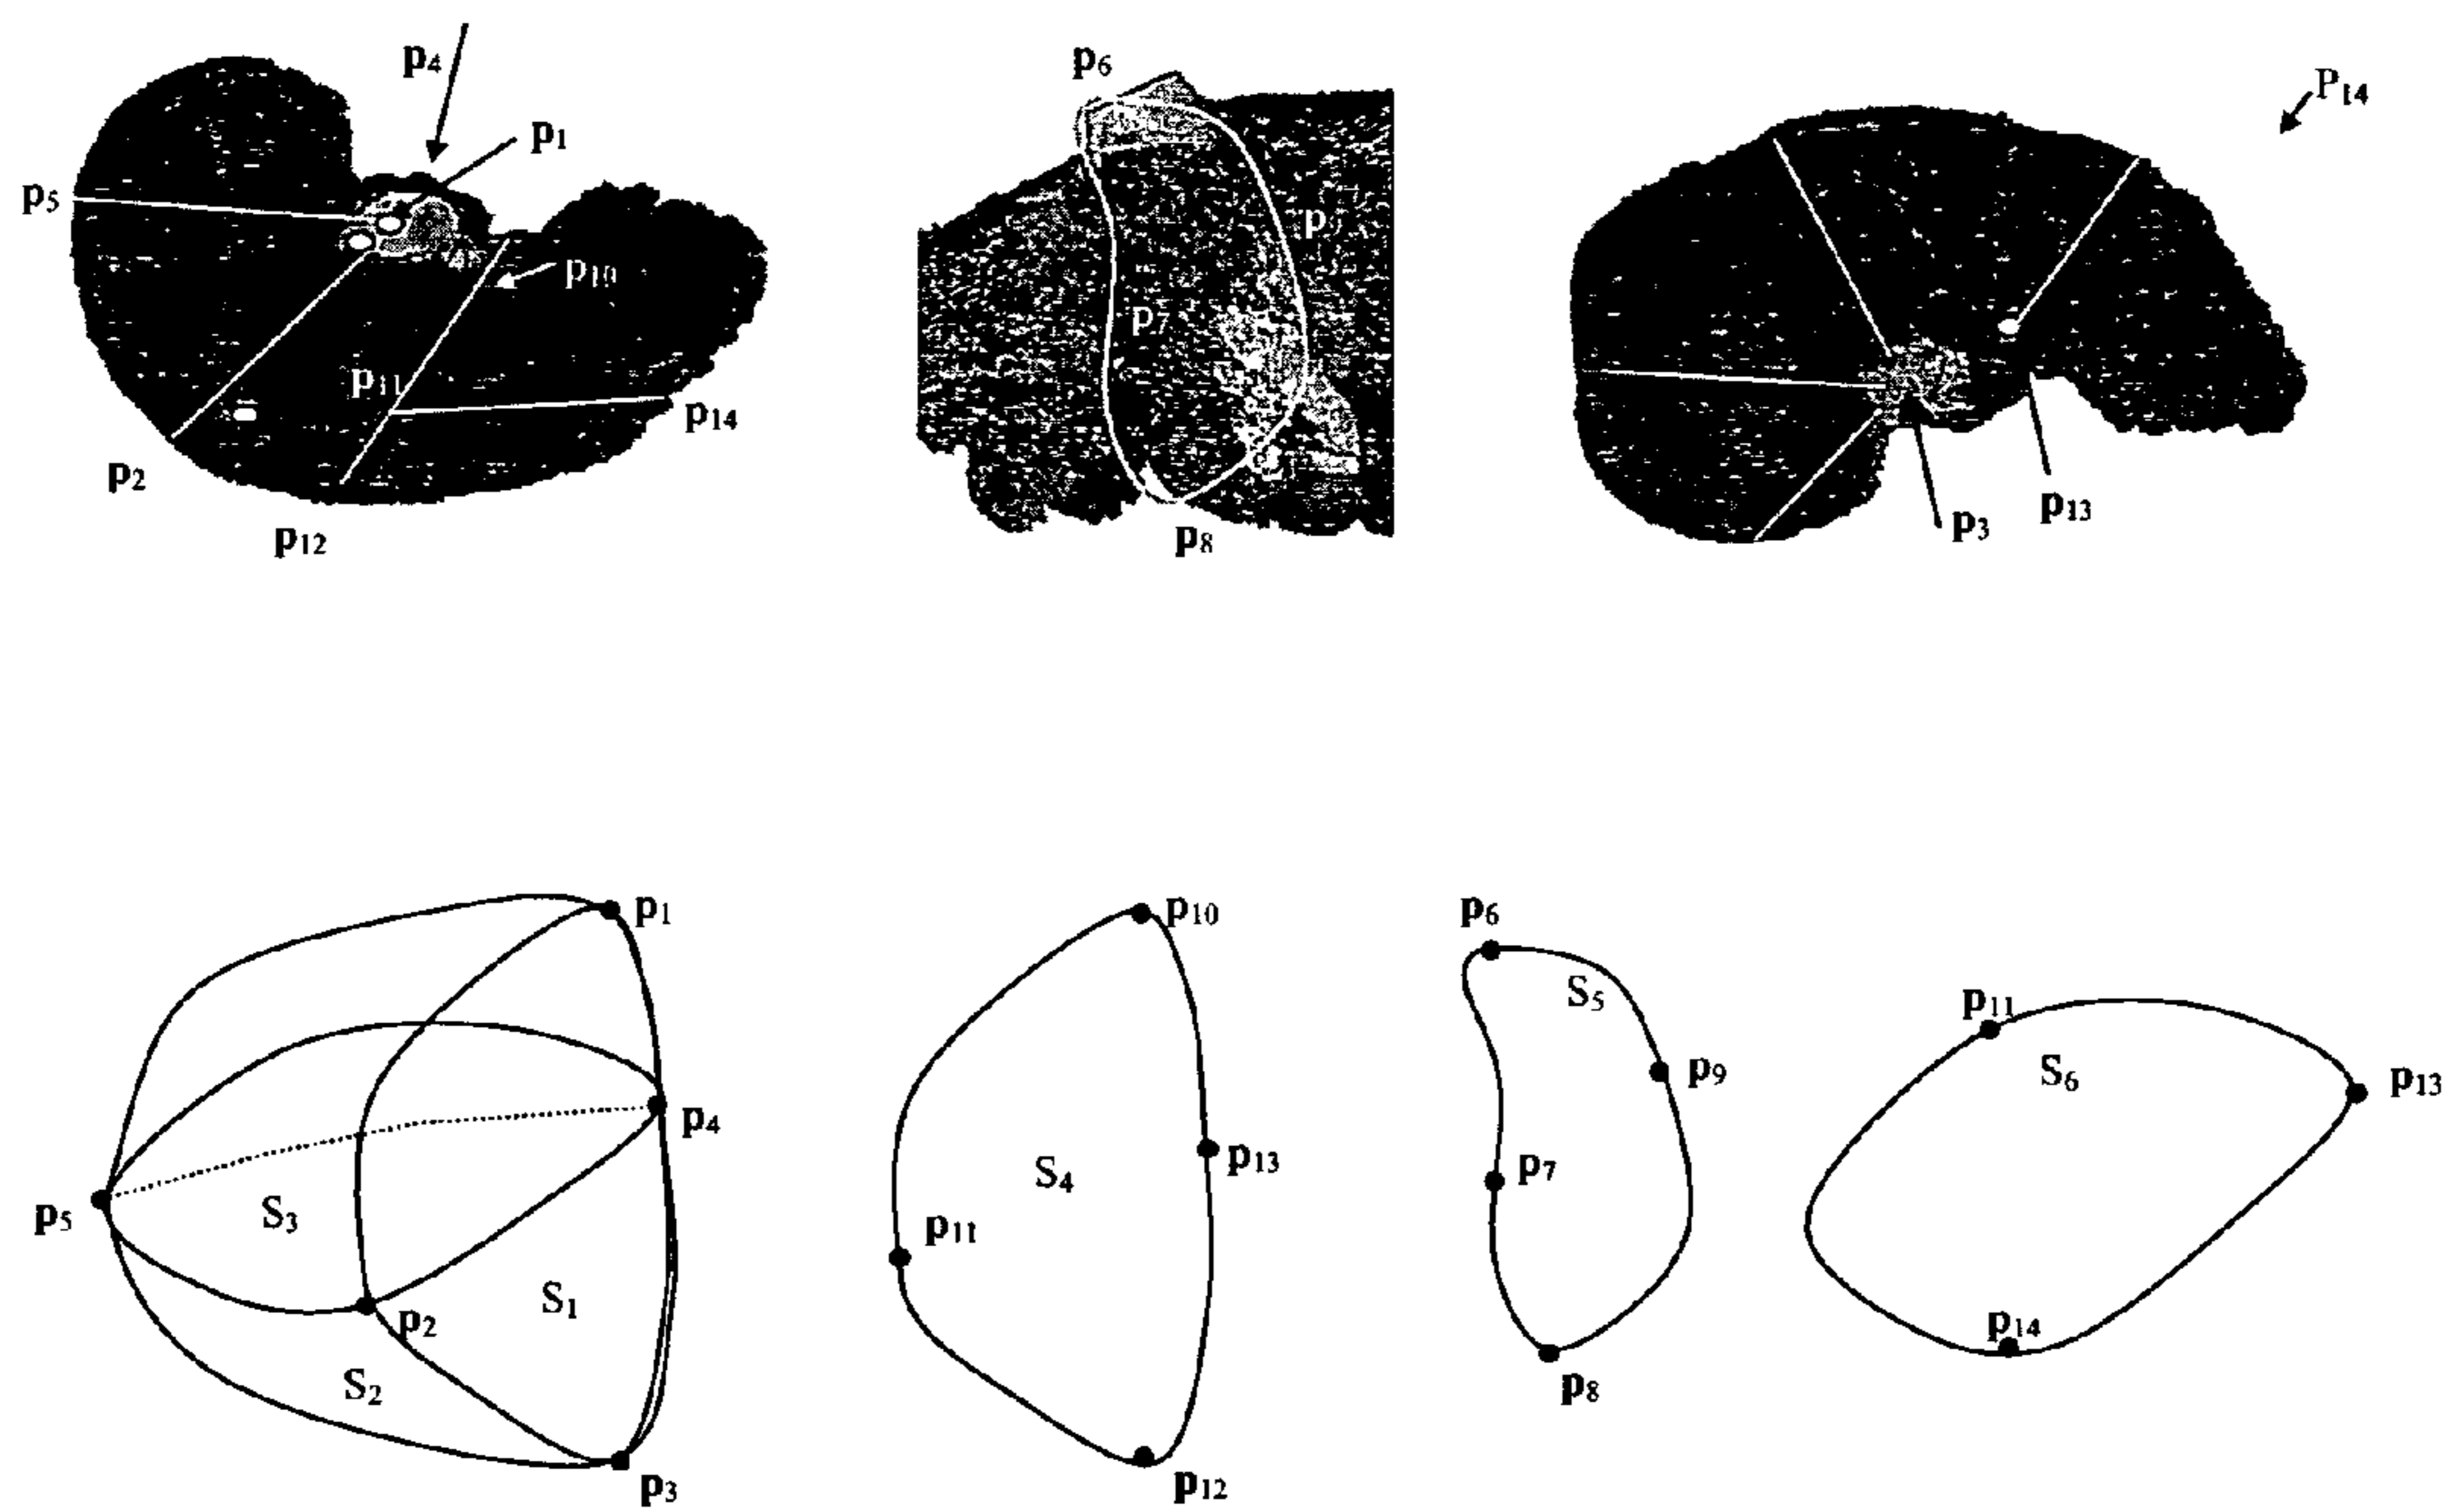 p₄
p₁
p₅
p₁₀
p₁₁
p₁₄
p₂
p₁₂
p₆
p₇
p₈
P₁₄
p₃
p₁₃
p₁
p₄
p₅
S₃
S₁
p₂
S₂
p₃
p₁₀
S₄
p₁₃
p₁₁
p₁₂
p₆
S₅
p₉
p₇
p₈
p₁₁
S₆
p₁₃
p₁₄